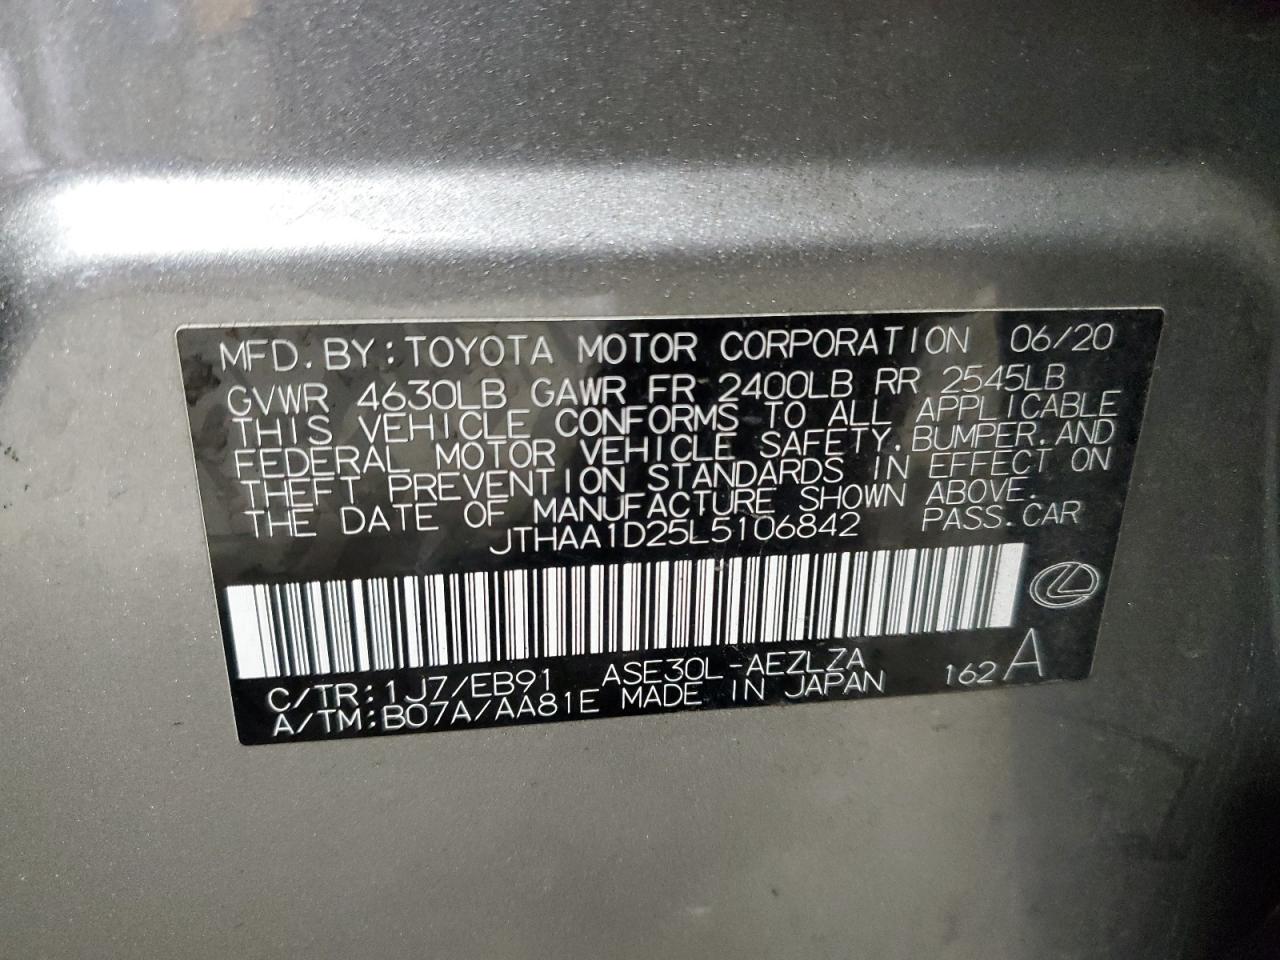 MFD. BY: TOYOTA MOTOR CORPORATION 06/20
GVWR 4630LB GAWR FR 2400LB RR 2545LB
THIS VEHICLE CONFORMS TO ALL APPLICABLE
FEDERAL MOTOR VEHICLE SAFETY, BUMPER, AND
THEFT PREVENTION STANDARDS IN EFFECT ON
THE DATE OF MANUFACTURE SHOWN ABOVE.
JTHAA1D25L5106842 PASS. CAR
C/TR: 1J7/EB91 ASE30L-AEZLZA 162A
A/TM: B07A/AA81E MADE IN JAPAN